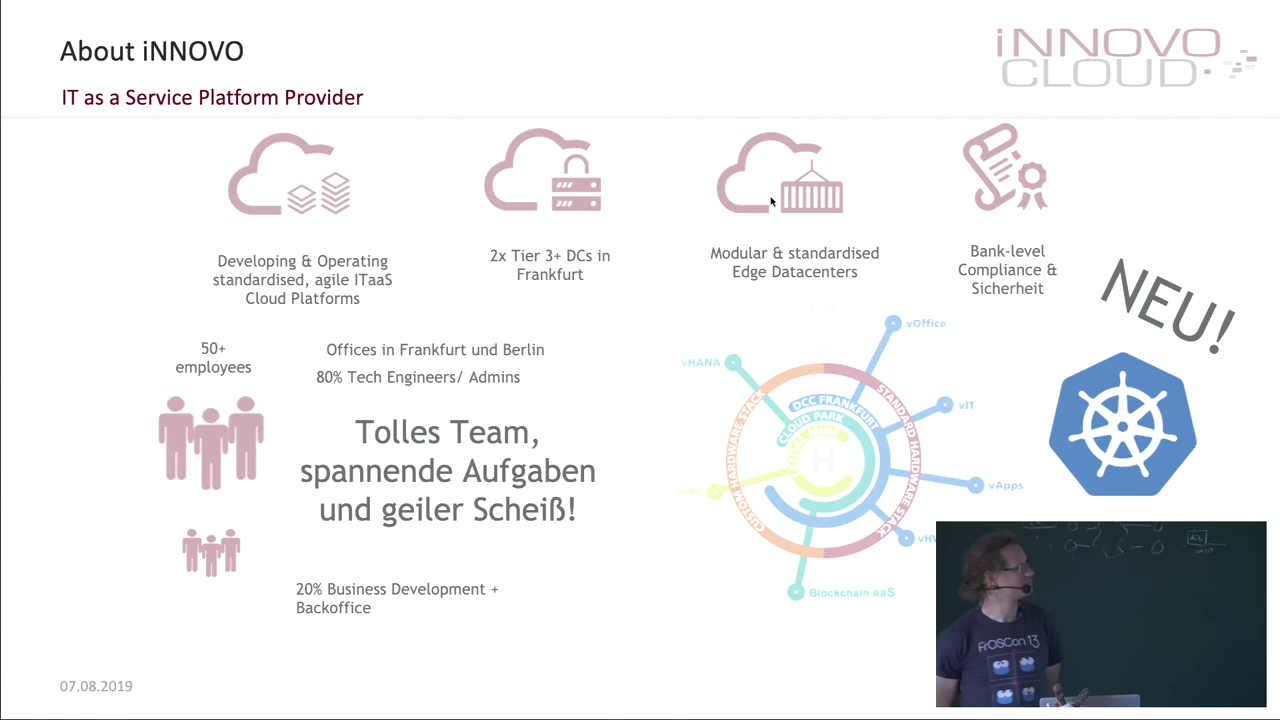 About iNNOVO
iNNOVO
CLOUD
IT as a Service Platform Provider
Developing & Operating
standardised, agile ITaaS
Cloud Platforms
2x Tier 3+ DCs in
Frankfurt
Modular & standardised
Edge Datacenters
Bank-level
Compliance &
Sicherheit
NEU!
50+
employees
Offices in Frankfurt und Berlin
80% Tech Engineers/ Admins
Tolles Team,
spannende Aufgaben
und geiler Scheiß!
20% Business Development +
Backoffice
vOffice
vHANA
vIT
vApps
Blockchain aaS
CUSTOM HARDWARE STACK
STANDARD HARDWARE STACK
DCC FRANKFURT
CLOUD PARK
H
FrOSCon 13
07.08.2019